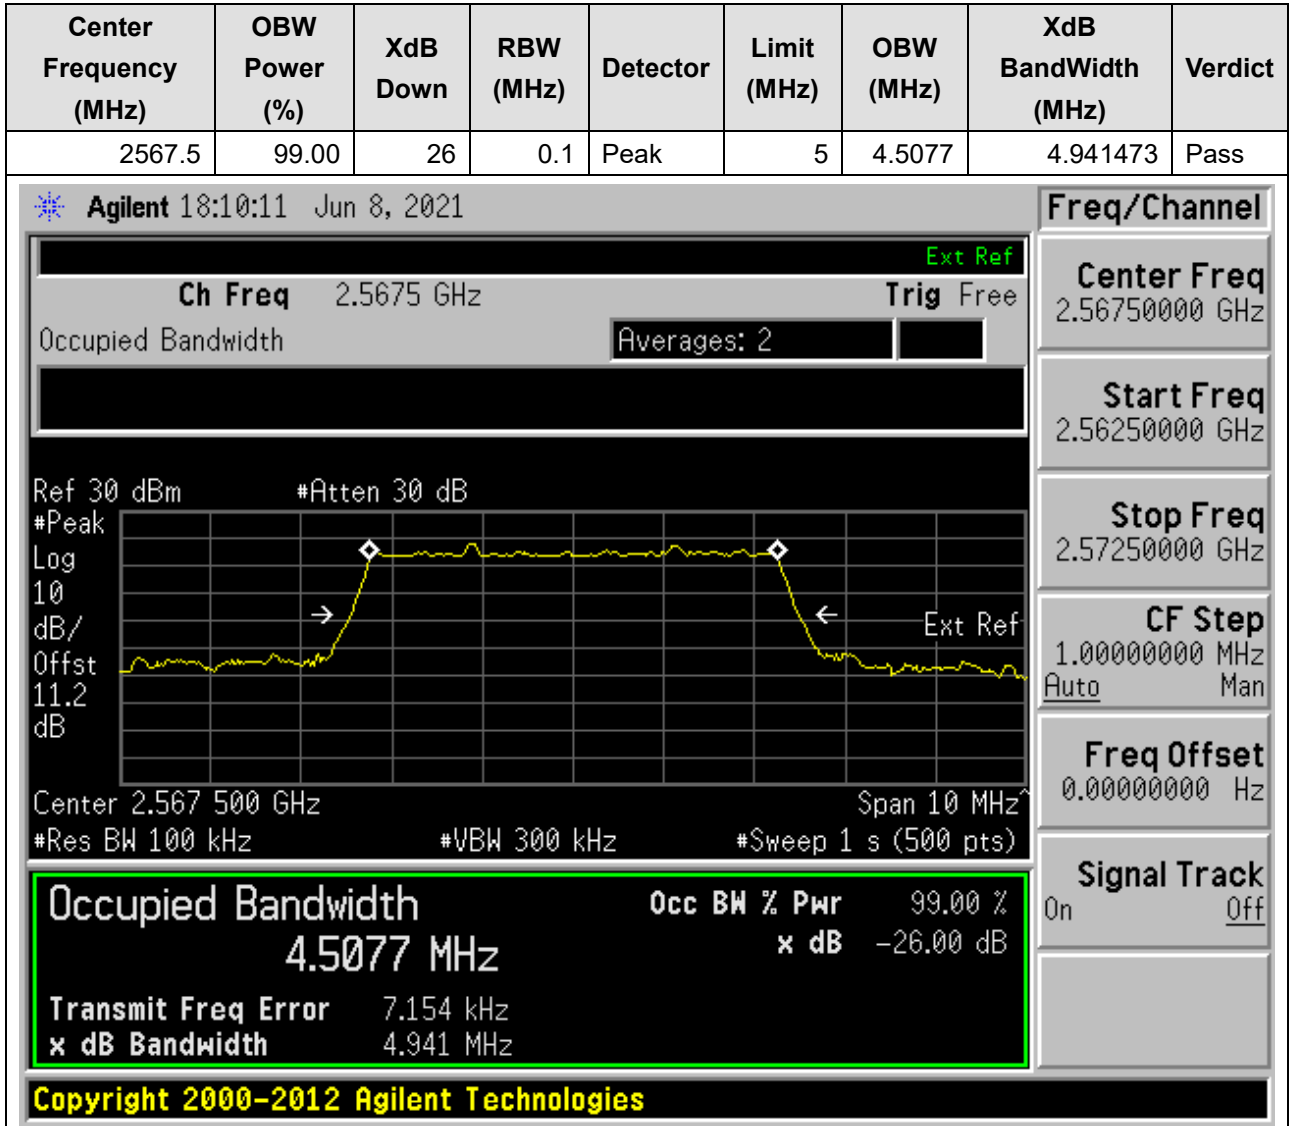 Center Frequency (MHz) | OBW Power (%) | XdB Down | RBW (MHz) | Detector | Limit (MHz) | OBW (MHz) | XdB BandWidth (MHz) | Verdict
2567.5 | 99.00 | 26 | 0.1 | Peak | 5 | 4.5077 | 4.941473 | Pass
Agilent 18:10:11 Jun 8, 2021
Ext Ref
Ch Freq 2.5675 GHz Trig Free
Occupied Bandwidth Averages: 2
Ref 30 dBm #Atten 30 dB
#Peak
Log
10
dB/
Offst
11.2
dB
Ext Ref
Center 2.567 500 GHz Span 10 MHz^
#Res BW 100 kHz #VBW 300 kHz #Sweep 1 s (500 pts)
Occupied Bandwidth
4.5077 MHz
Occ BW % Pwr 99.00 %
x dB -26.00 dB
Transmit Freq Error 7.154 kHz
x dB Bandwidth 4.941 MHz
Copyright 2000-2012 Agilent Technologies
Freq/Channel
Center Freq
2.56750000 GHz
Start Freq
2.56250000 GHz
Stop Freq
2.57250000 GHz
CF Step
1.00000000 MHz
Auto Man
Freq Offset
0.00000000 Hz
Signal Track
On Off